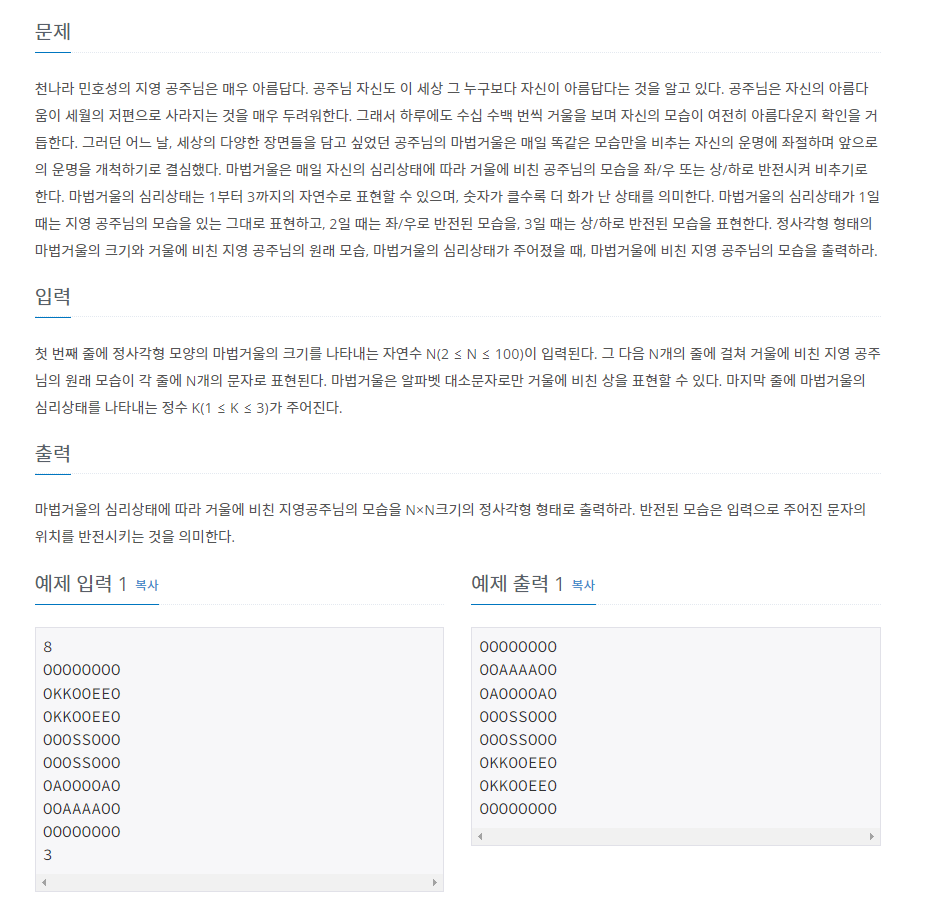 문제
천나라 민호성의 지영 공주님은 매우 아름답다. 공주님 자신도 이 세상 그 누구보다 자신이 아름답다는 것을 알고 있다. 공주님은 자신의 아름다
움이 세월의 저편으로 사라지는 것을 매우 두려워한다. 그래서 하루에도 수십 수백 번씩 거울을 보며 자신의 모습이 여전히 아름다운지 확인을 거
듭한다. 그러던 어느 날, 세상의 다양한 장면들을 담고 싶었던 공주님의 마법거울은 매일 똑같은 모습만을 비추는 자신의 운명에 좌절하며 앞으로
의 운명을 개척하기로 결심했다. 마법거울은 매일 자신의 심리상태에 따라 거울에 비친 공주님의 모습을 좌/우 또는 상/하로 반전시켜 비추기로
한다. 마법거울의 심리상태는 1부터 3까지의 자연수로 표현할 수 있으며, 숫자가 클수록 더 화가 난 상태를 의미한다. 마법거울의 심리상태가 1일
때는 지영 공주님의 모습을 있는 그대로 표현하고, 2일 때는 좌/우로 반전된 모습을, 3일 때는 상/하로 반전된 모습을 표현한다. 정사각형 형태의
마법거울의 크기와 거울에 비친 지영 공주님의 원래 모습, 마법거울의 심리상태가 주어졌을 때, 마법거울에 비친 지영 공주님의 모습을 출력하라.
입력
첫 번째 줄에 정사각형 모양의 마법거울의 크기를 나타내는 자연수 N(2 ≤ N ≤ 100)이 입력된다. 그 다음 N개의 줄에 걸쳐 거울에 비친 지영 공주
님의 원래 모습이 각 줄에 N개의 문자로 표현된다. 마법거울은 알파벳 대소문자로만 거울에 비친 상을 표현할 수 있다. 마지막 줄에 마법거울의
심리상태를 나타내는 정수 K(1 ≤ K ≤ 3)가 주어진다.
출력
마법거울의 심리상태에 따라 거울에 비친 지영공주님의 모습을 N×N크기의 정사각형 형태로 출력하라. 반전된 모습은 입력으로 주어진 문자의
위치를 반전시키는 것을 의미한다.
예제 입력 1 복사
8
OOOOOOOO
OKKOOEEO
OKKOOEEO
OOOSSOOO
OOOSSOOO
OAOOOOAO
OOAAAAOO
OOOOOOOO
3
예제 출력 1 복사
OOOOOOOO
OOAAAAOO
OAOOOOAO
OOOSSOOO
OOOSSOOO
OKKOOEEO
OKKOOEEO
OOOOOOOO